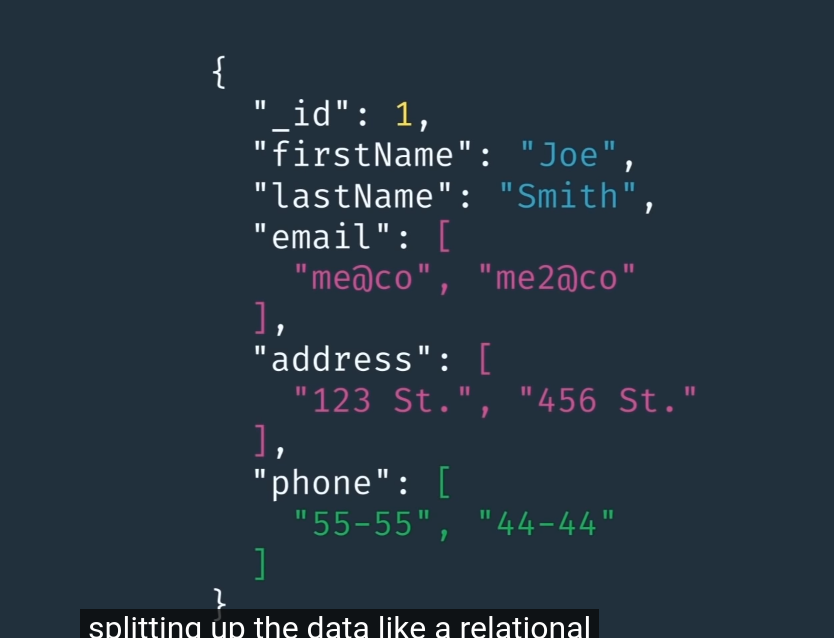 {
"_id": 1,
"firstName": "Joe",
"lastName": "Smith",
"email": [
"me@co", "me2@co"
],
"address": [
"123 St.", "456 St."
],
"phone": [
"55-55", "44-44"
]
}
splitting up the data like a relational